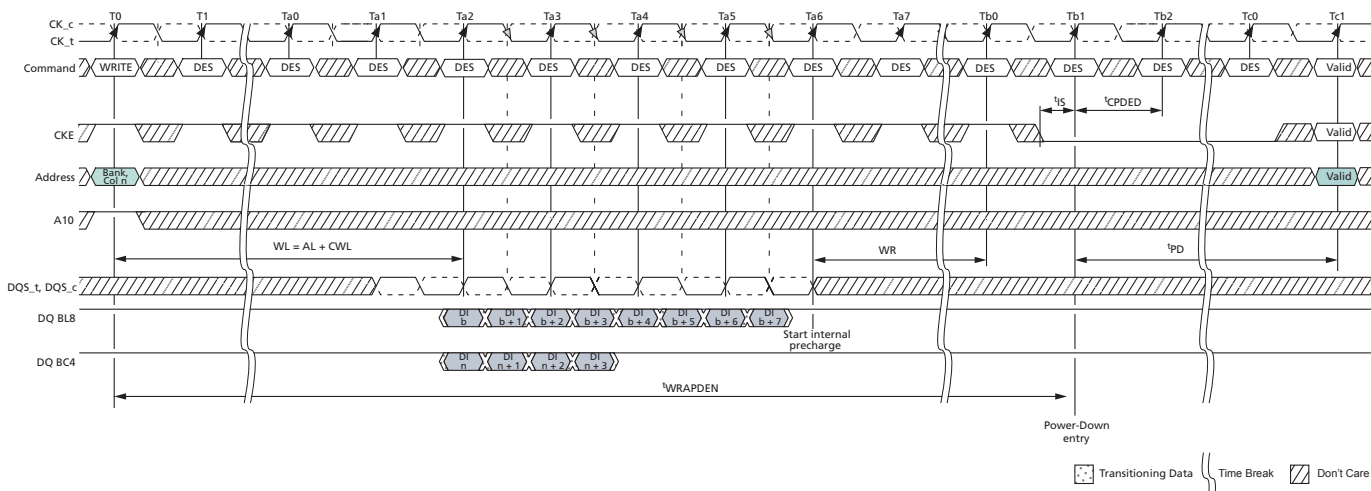 T0 T1 Ta0 Ta1 Ta2 Ta3 Ta4 Ta5 Ta6 Ta7 Tb0 Tb1 Tb2 Tc0 Tc1
CK_c
CK_t
Command WRITE DES DES DES DES DES DES DES DES DES DES DES DES DES Valid
tIS tCPDED
CKE Valid
Address Bank, Col n Valid
A10
WL = AL + CWL WR tPD
DQS_t, DQS_c
DQ BL8 DI b DI b + 1 DI b + 2 DI b + 3 DI b + 4 DI b + 5 DI b + 6 DI b + 7
Start internal
precharge
DQ BC4 DI n DI n + 1 DI n + 2 DI n + 3
tWRAPDEN
Power-Down
entry
Transitioning Data Time Break Don't Care